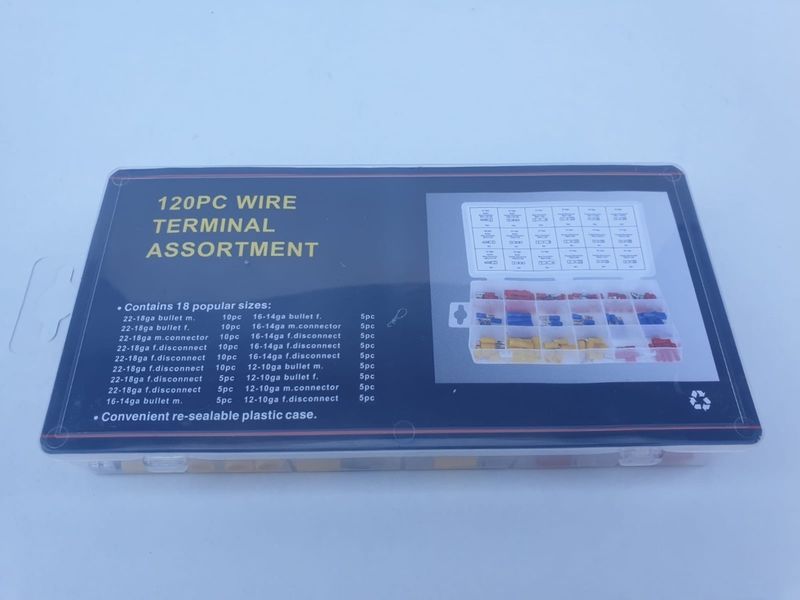 120PC WIRE
TERMINAL
ASSORTMENT
• Contains 18 popular sizes:
22-18ga bullet m. 10pc 16-14ga bullet f. 5pc
22-18ga bullet f. 10pc 16-14ga m.connector 5pc
22-18ga m.connector 10pc 16-14ga f.disconnect 5pc
22-18ga f.disconnect 10pc 16-14ga f.disconnect 5pc
22-18ga f.disconnect 10pc 16-14ga f.disconnect 5pc
22-18ga f.disconnect 10pc 12-10ga bullet m. 5pc
22-18ga f.disconnect 5pc 12-10ga bullet f. 5pc
22-18ga f.disconnect 5pc 12-10ga m.connector 5pc
16-14ga bullet m. 5pc 12-10ga f.disconnect 5pc
• Convenient re-sealable plastic case.